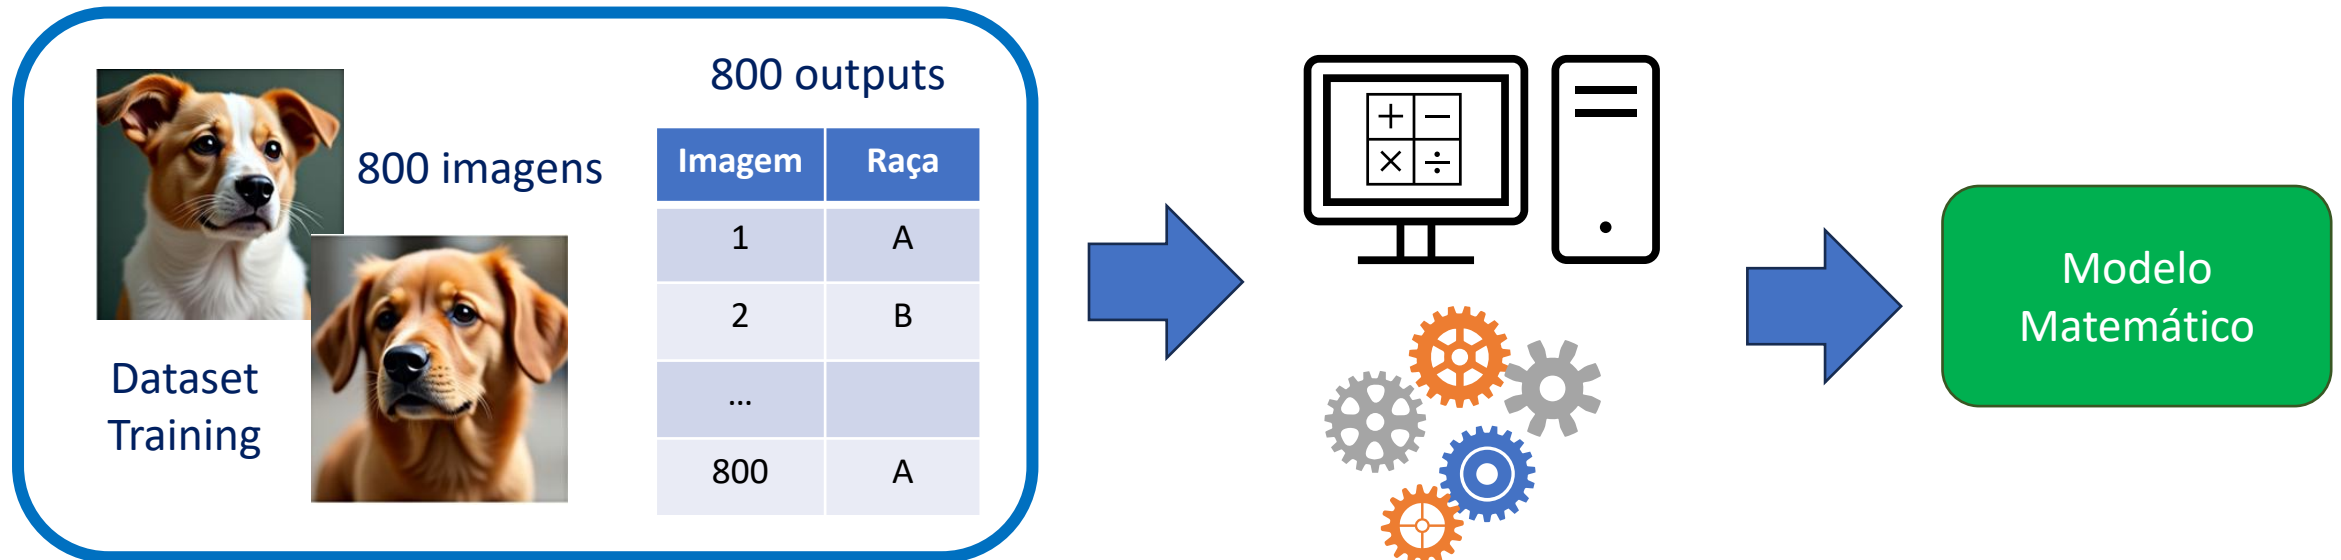 800 imagens
Dataset
Training
800 outputs
Imagem Raça
1 A
2 B
...
800 A
+ −
× ÷
Modelo
Matemático